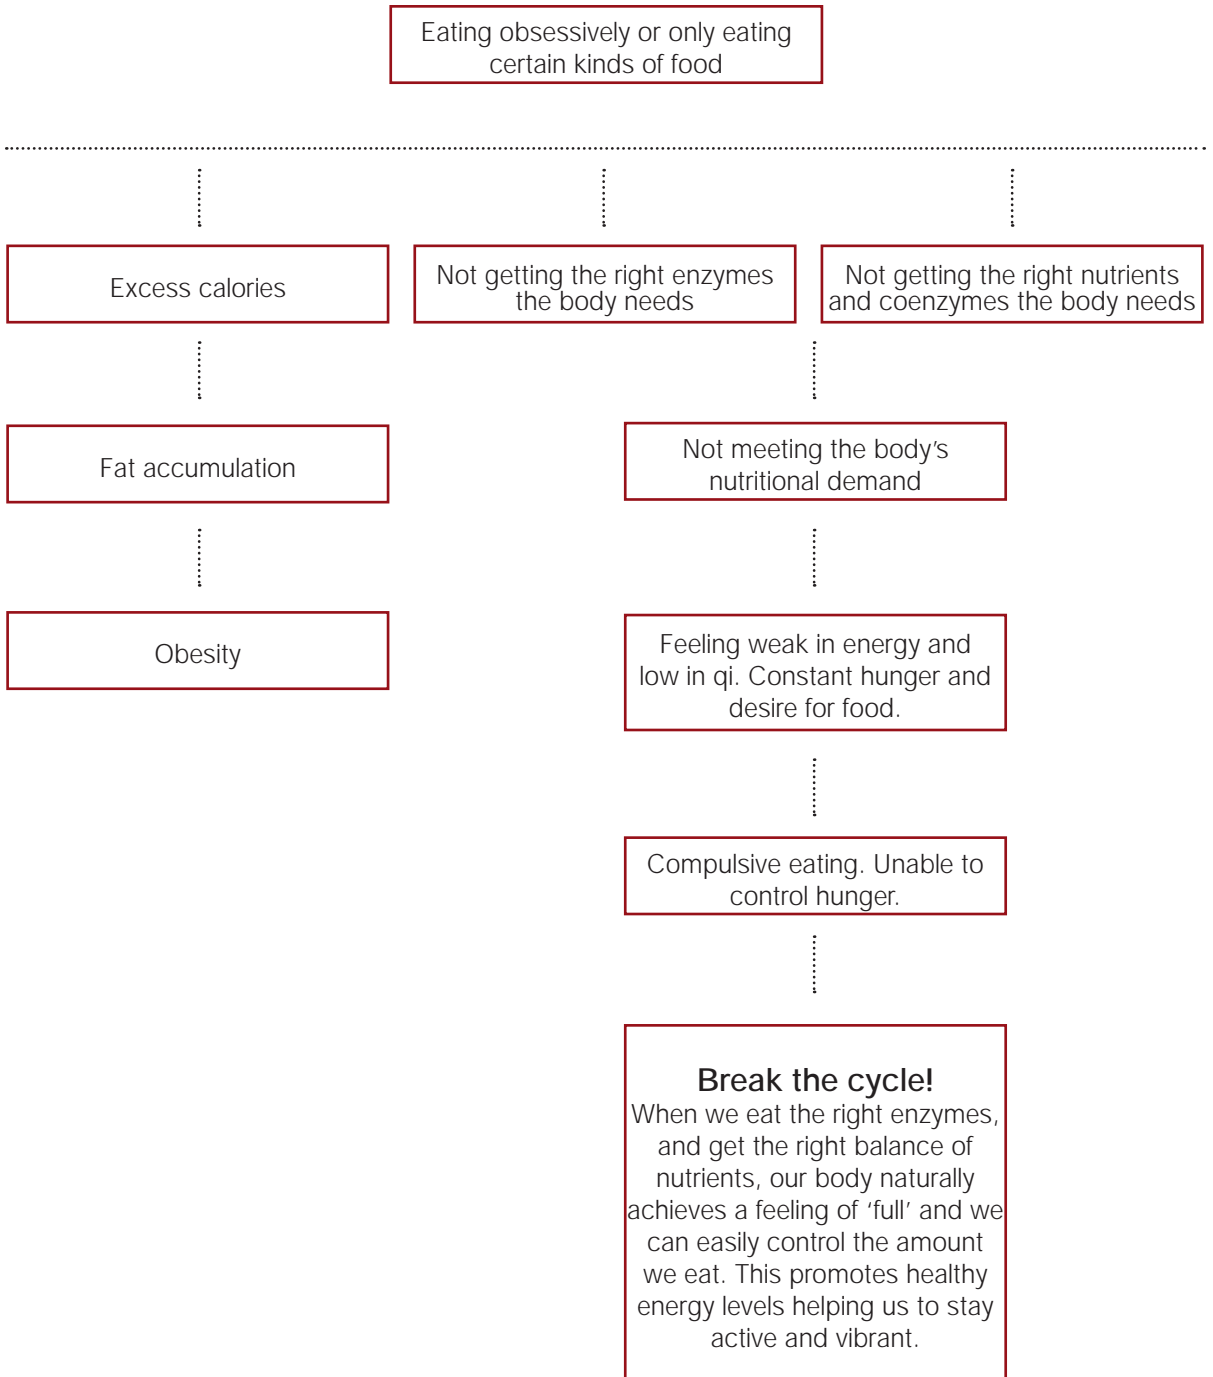 Eating obsessively or only eating
certain kinds of food
Excess calories
Not getting the right enzymes
the body needs
Not getting the right nutrients
and coenzymes the body needs
Fat accumulation
Not meeting the body’s
nutritional demand
Obesity
Feeling weak in energy and
low in qi. Constant hunger and
desire for food.
Compulsive eating. Unable to
control hunger.
Break the cycle!
When we eat the right enzymes,
and get the right balance of
nutrients, our body naturally
achieves a feeling of ‘full’ and we
can easily control the amount
we eat. This promotes healthy
energy levels helping us to stay
active and vibrant.